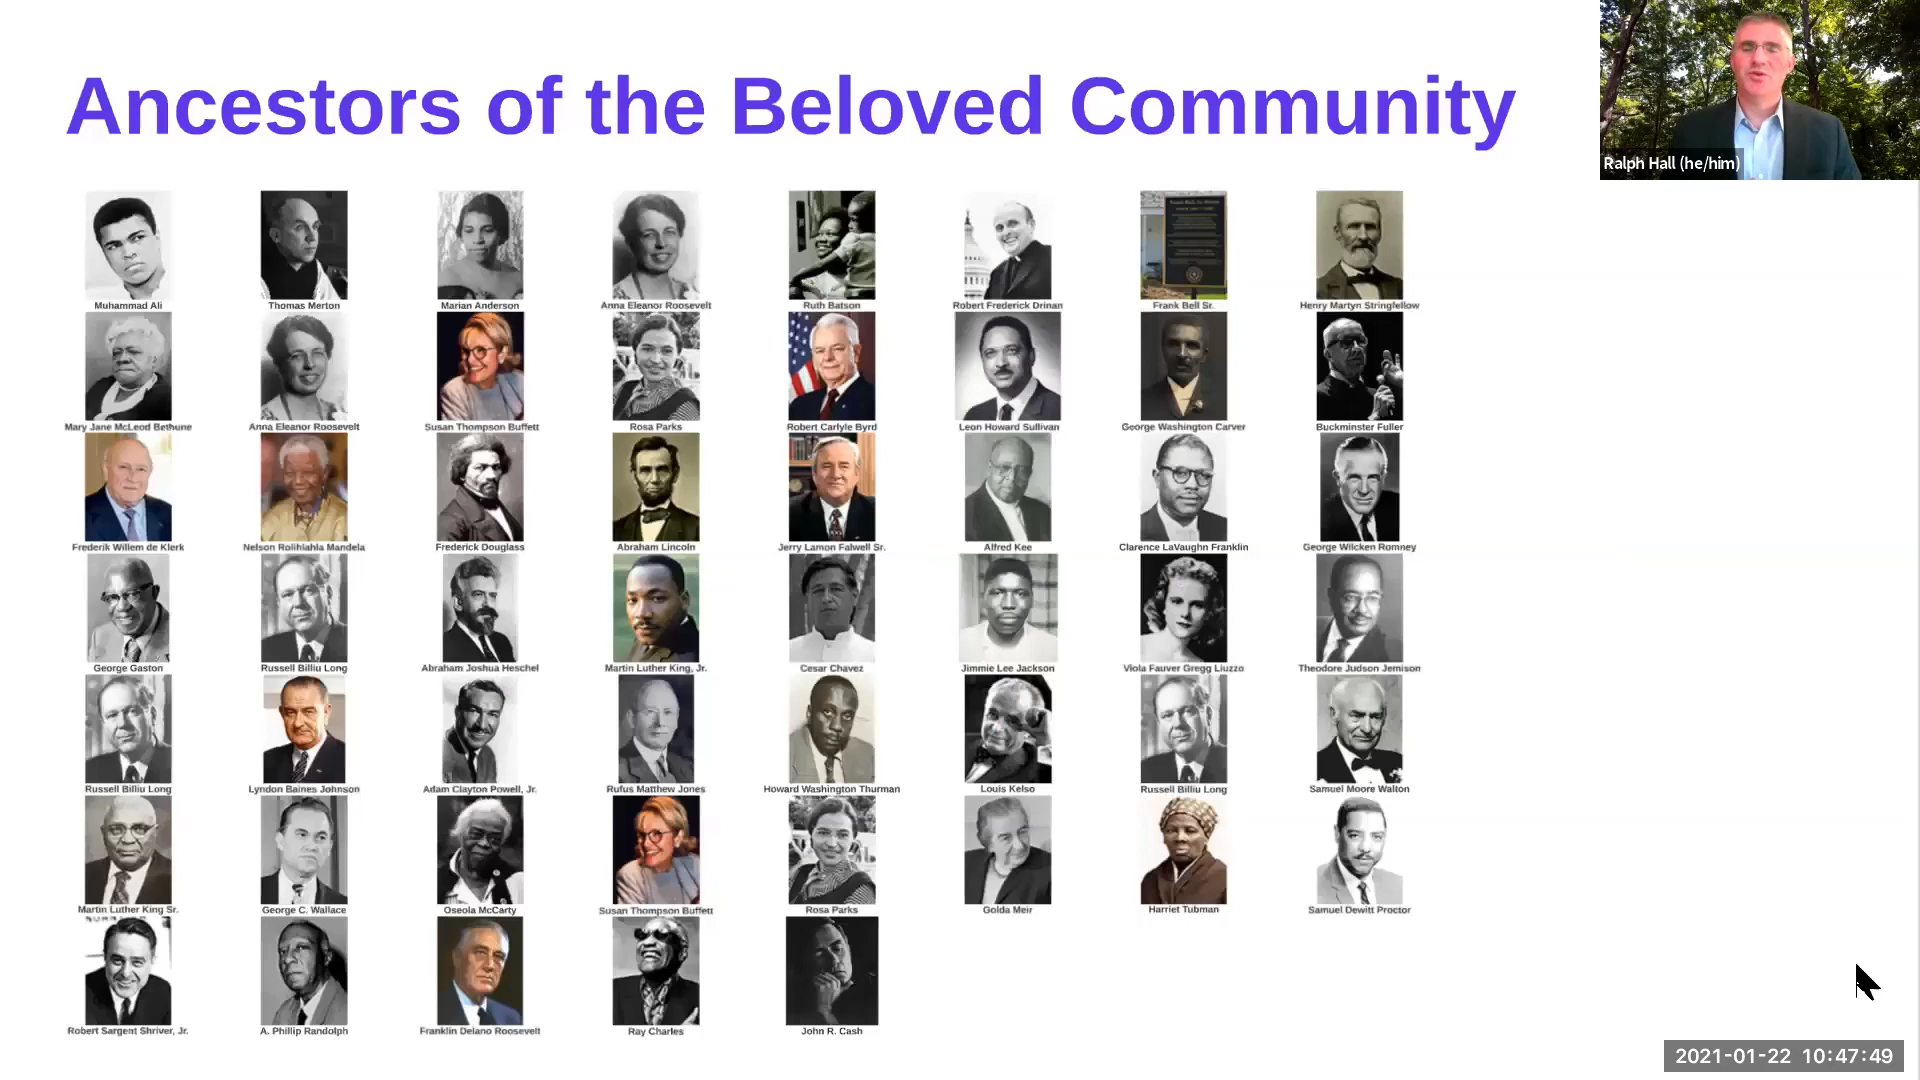 Ancestors of the Beloved Community
Ralph Hall (he/him)
Muhammad Ali
Thomas Merton
Marian Anderson
Anna Eleanor Roosevelt
Ruth Batson
Robert Frederick Drinan
Frank Bell Sr.
Henry Martyn Stringfellow
Mary Jane McLeod Bethune
Anna Eleanor Roosevelt
Susan Thompson Buffett
Rosa Parks
Robert Carlyle Byrd
Leon Howard Sullivan
George Washington Carver
Buckminster Fuller
Frederik Willem de Klerk
Nelson Rolihlahla Mandela
Frederick Douglass
Abraham Lincoln
Jerry Lamon Falwell Sr.
Alfred Kee
Clarence LaVaughn Franklin
George Wilcken Romney
George Gaston
Russell Billiu Long
Abraham Joshua Heschel
Martin Luther King, Jr.
Cesar Chavez
Jimmie Lee Jackson
Viola Fauver Gregg Liuzzo
Theodore Judson Jemison
Russell Billiu Long
Lyndon Baines Johnson
Adam Clayton Powell, Jr.
Rufus Matthew Jones
Howard Washington Thurman
Louis Kelso
Russell Billiu Long
Samuel Moore Walton
Martin Luther King Sr.
George C. Wallace
Oseola McCarty
Susan Thompson Buffett
Rosa Parks
Golda Meir
Harriet Tubman
Samuel Dewitt Proctor
Robert Sargent Shriver, Jr.
A. Phillip Randolph
Franklin Delano Roosevelt
Ray Charles
John R. Cash
2021-01-22 10:47:49